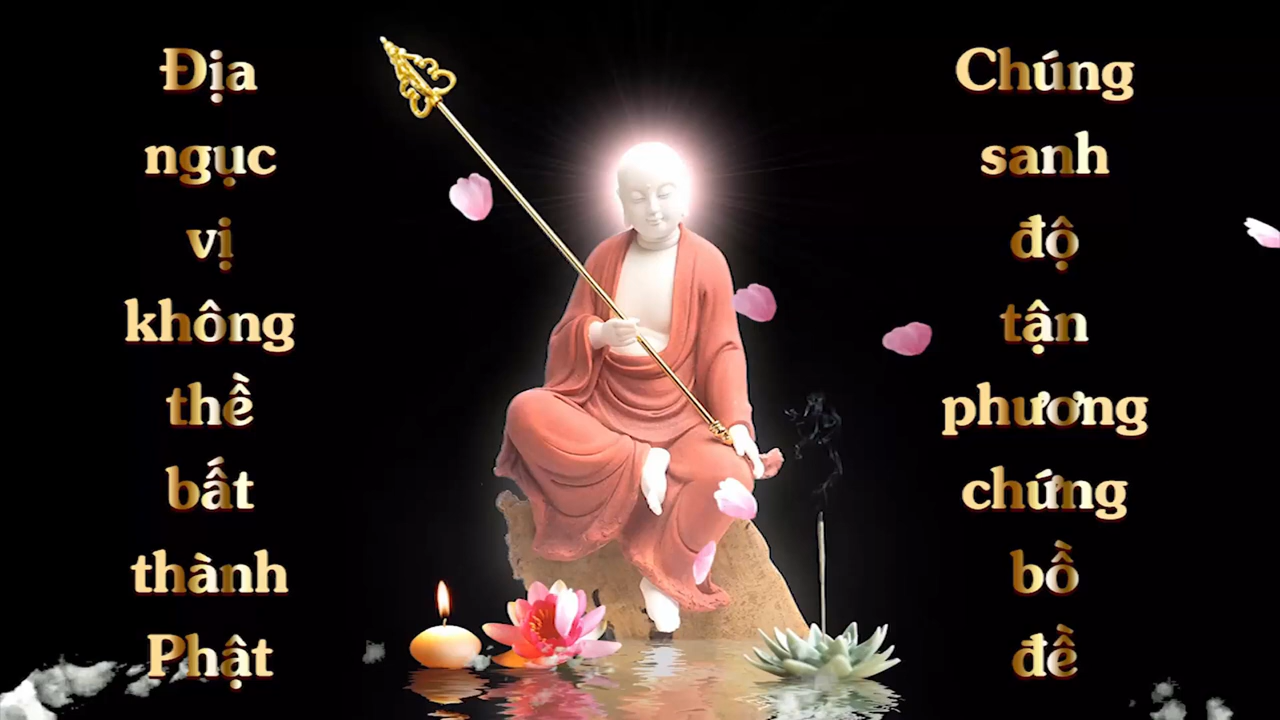 Địa
ngục
vị
không
thề
bất
thành
Phật
Chúng
sanh
độ
tận
phương
chứng
bồ
đề